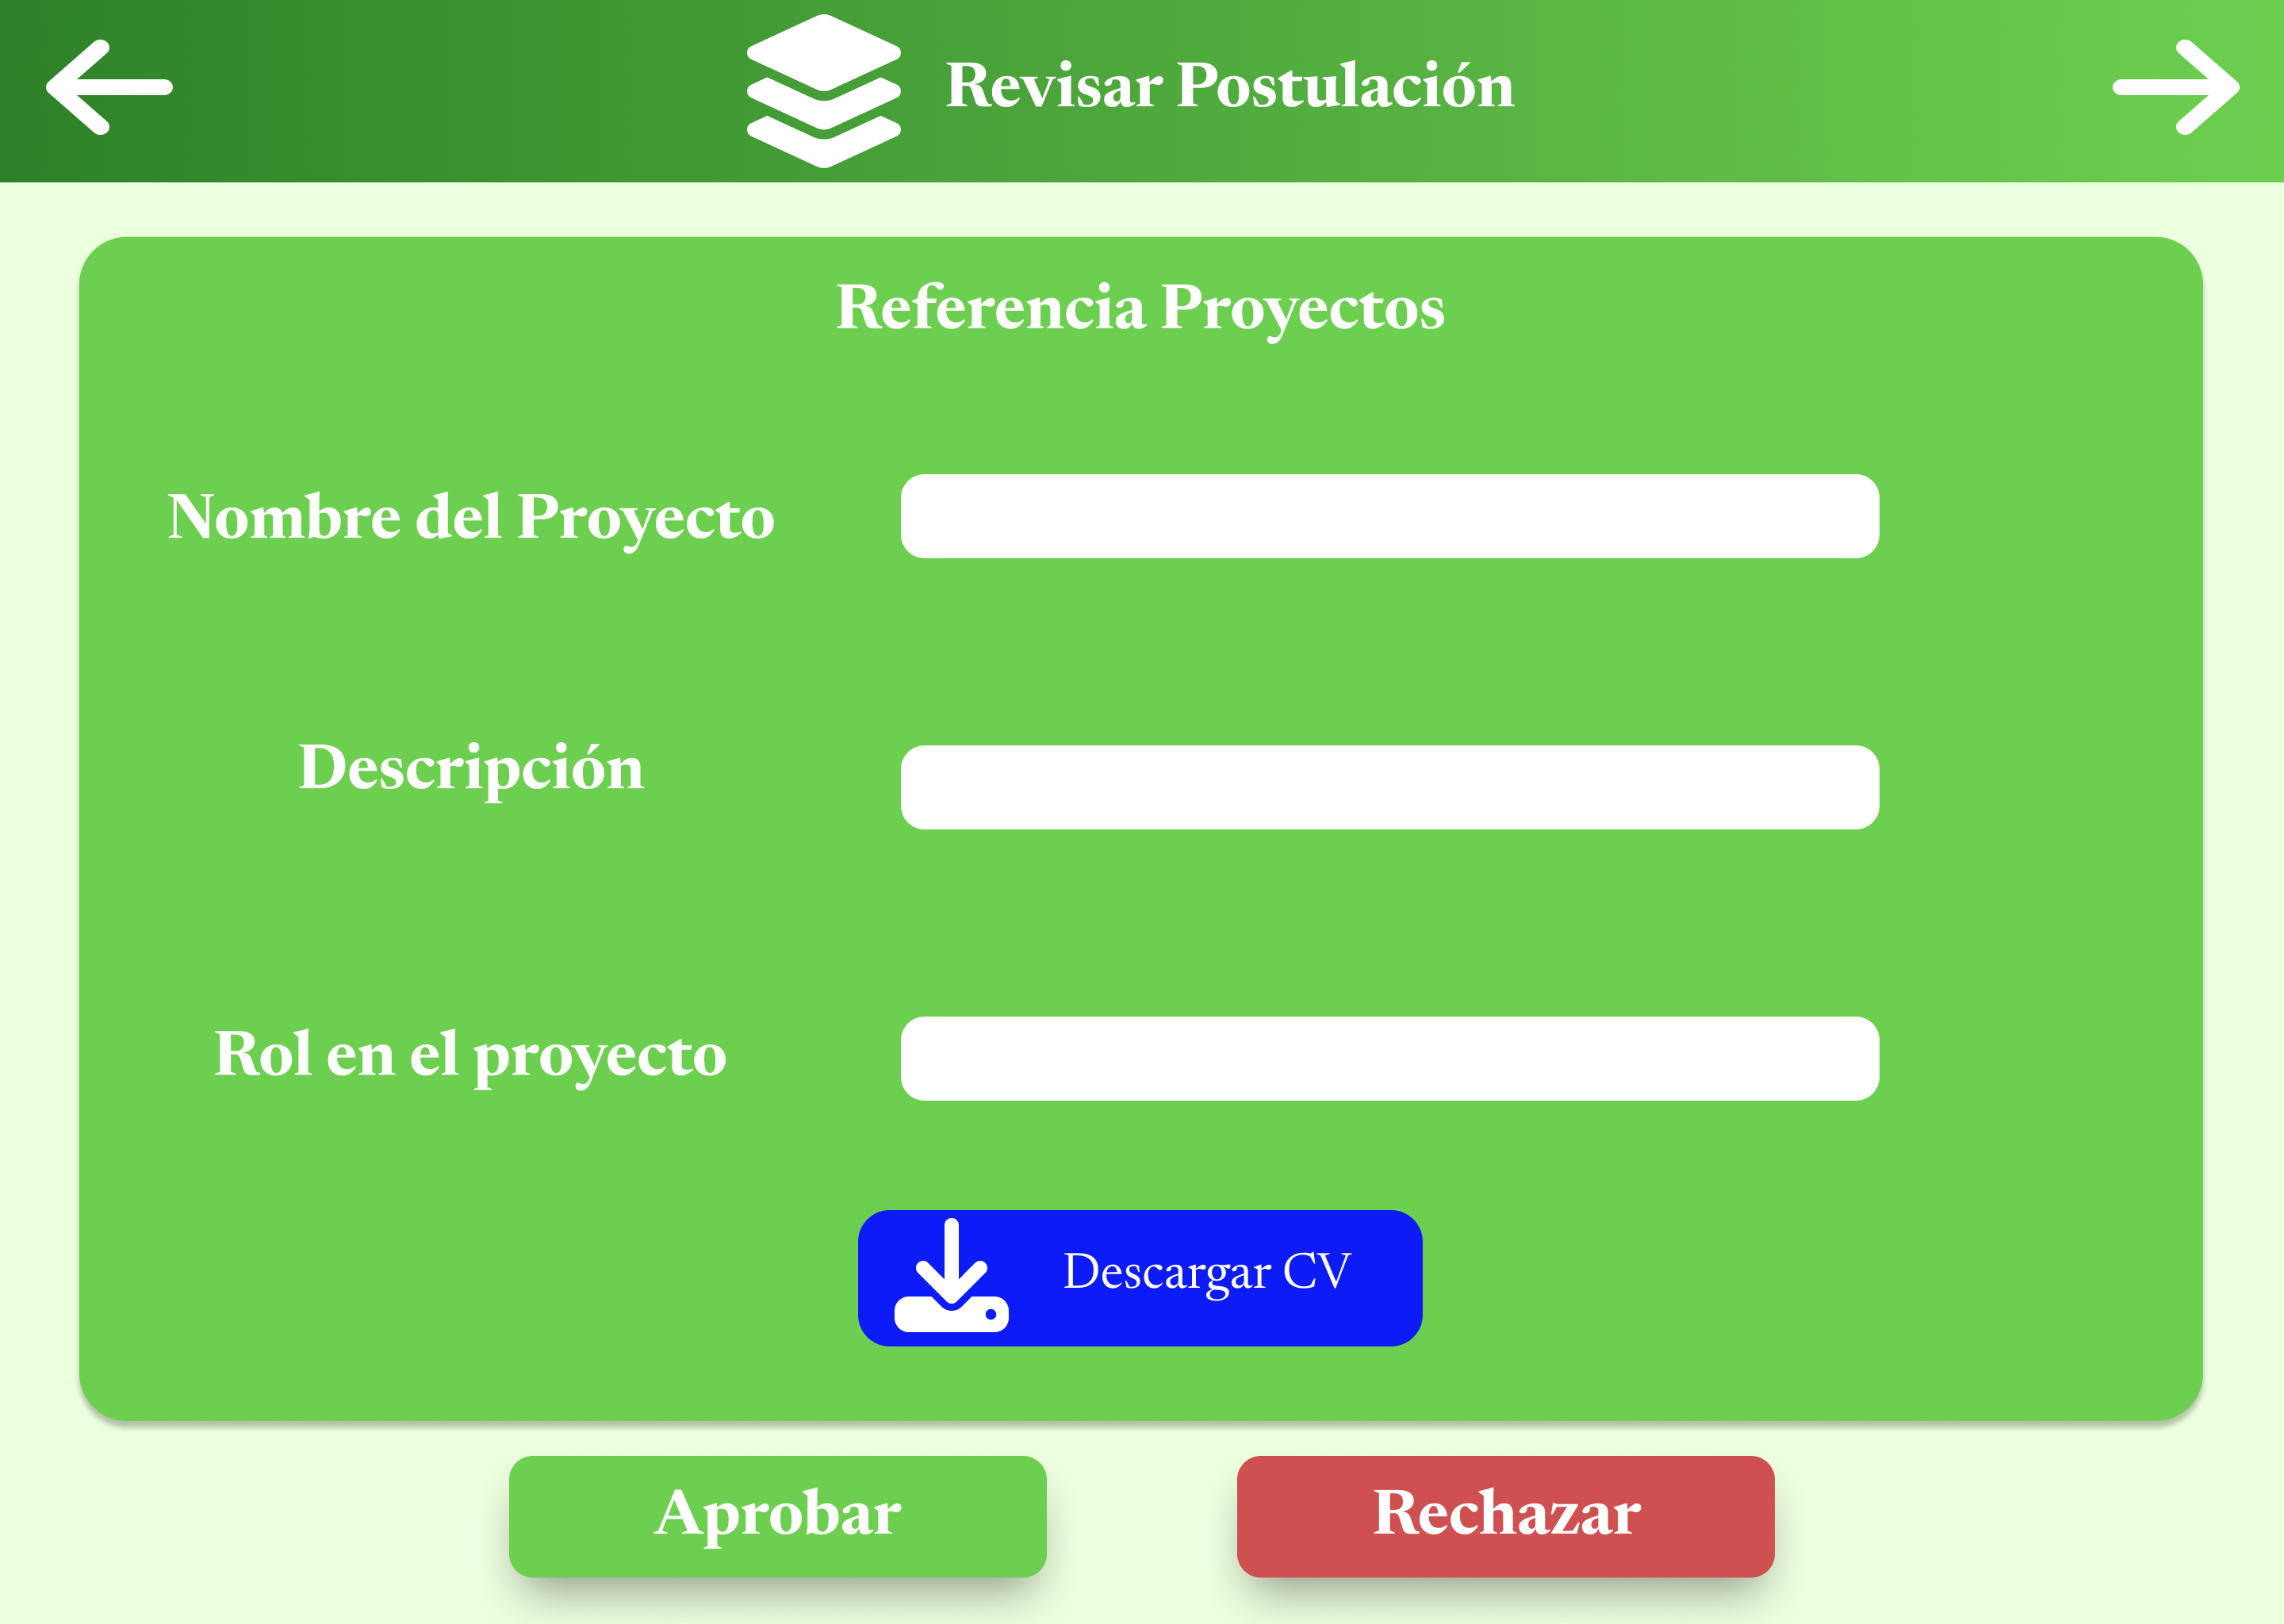 Revisar Postulación
Referencia Proyectos
Nombre del Proyecto
Descripción
Rol en el proyecto
Descargar CV
Aprobar
Rechazar